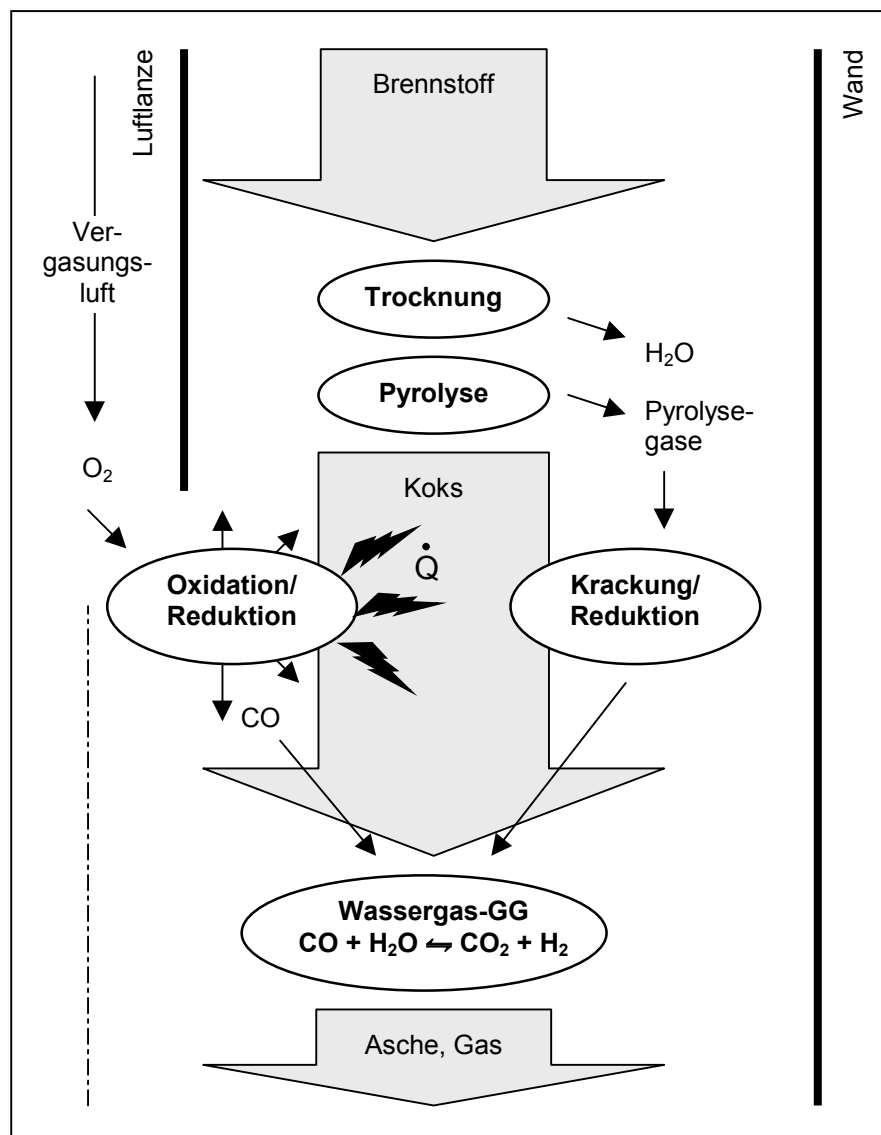 Luftlanze
Wand
Brennstoff
Ver-
gasungs-
luft
Trocknung
H₂O
Pyrolyse
Pyrolyse-
gase
O₂
Koks
Q̇
Oxidation/
Reduktion
Krackung/
Reduktion
CO
Wassergas-GG
CO + H₂O ⇋ CO₂ + H₂
Asche, Gas